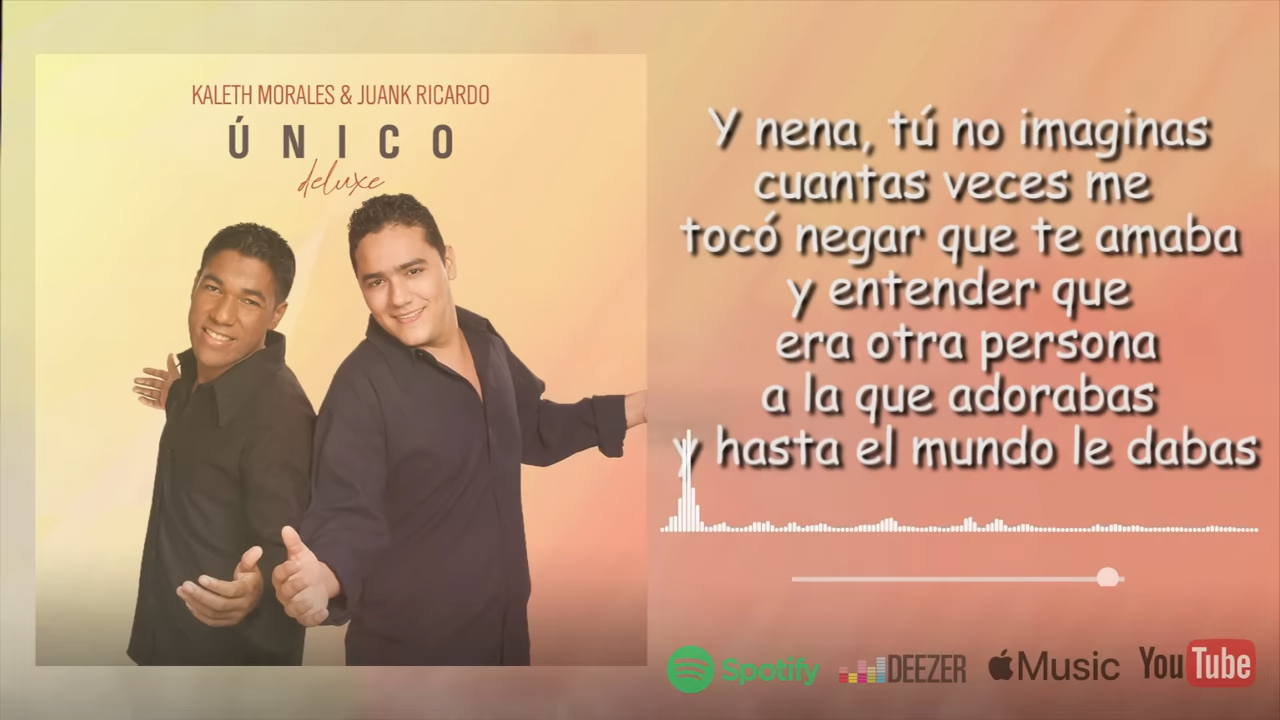 KALETH MORALES & JUANK RICARDO
ÚNICO
deluxe
Y nena, tú no imaginas
cuantas veces me
tocó negar que te amaba
y entender que
era otra persona
a la que adorabas
y hasta el mundo le dabas
Spotify DEEZER Music YouTube